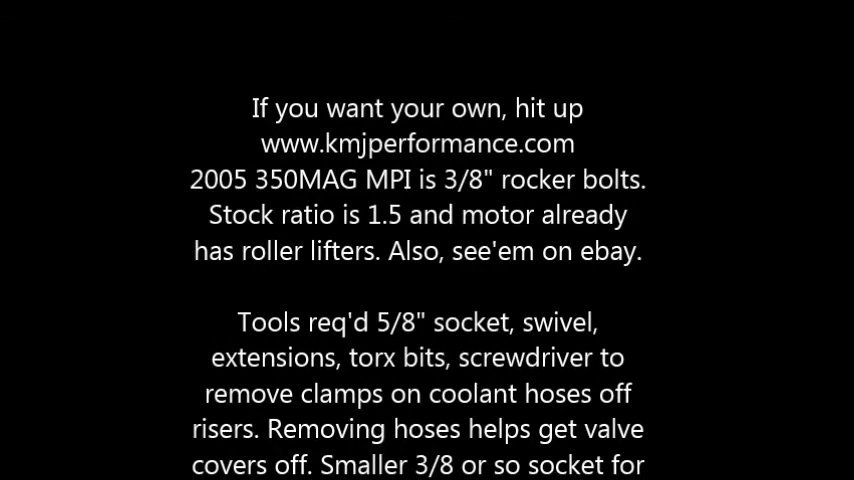 If you want your own, hit up
www.kmjperformance.com
2005 350MAG MPI is 3/8" rocker bolts.
Stock ratio is 1.5 and motor already
has roller lifters. Also, see'em on ebay.
Tools req'd 5/8" socket, swivel,
extensions, torx bits, screwdriver to
remove clamps on coolant hoses off
risers. Removing hoses helps get valve
covers off. Smaller 3/8 or so socket for